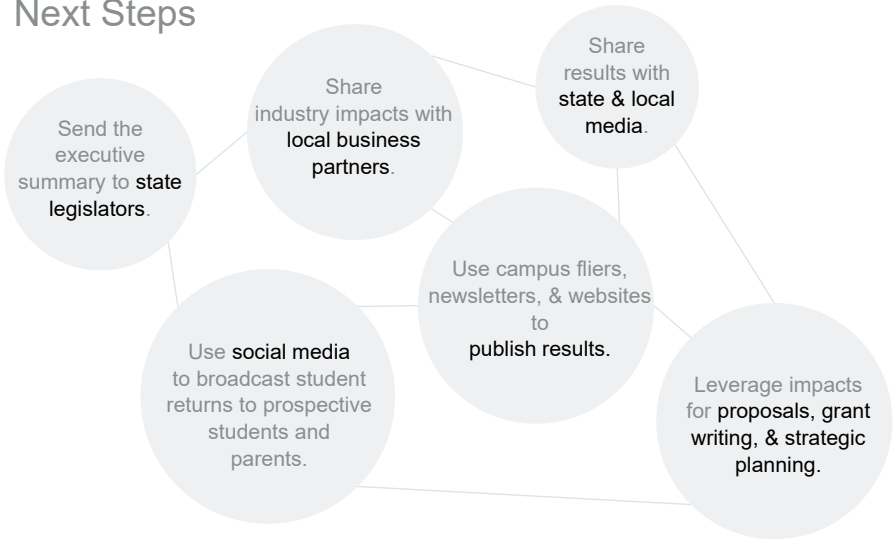 Next Steps
Send the
executive
summary to state
legislators.
Share
industry impacts with
local business
partners.
Share
results with
state & local
media.
Use social media
to broadcast student
returns to prospective
students and
parents.
Use campus fliers,
newsletters, & websites
to
publish results.
Leverage impacts
for proposals, grant
writing, & strategic
planning.